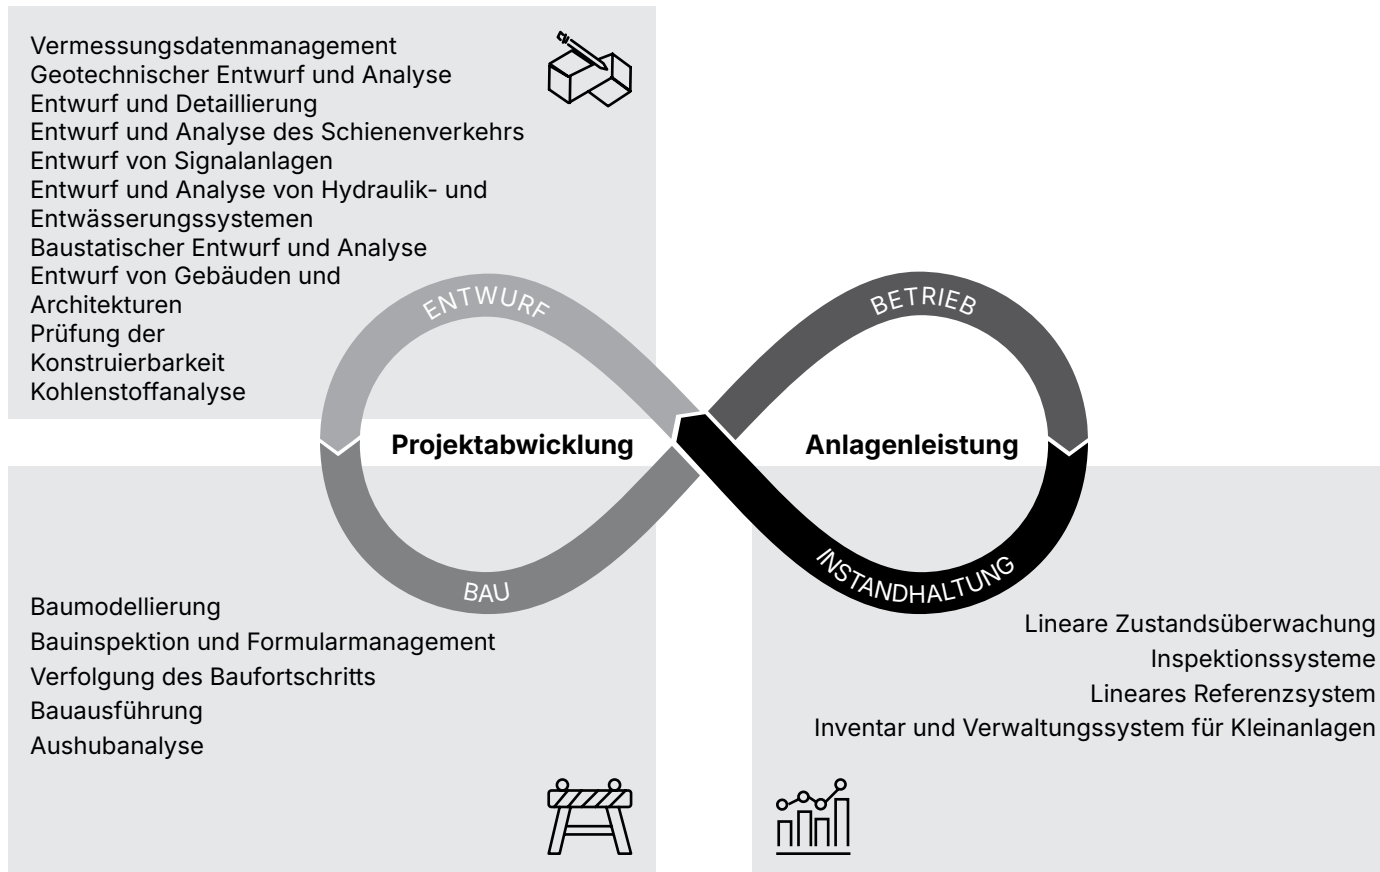 Vermessungsdatenmanagement
Geotechnischer Entwurf und Analyse
Entwurf und Detaillierung
Entwurf und Analyse des Schienenverkehrs
Entwurf von Signalanlagen
Entwurf und Analyse von Hydraulik- und
Entwässerungssystemen
Baustatischer Entwurf und Analyse
Entwurf von Gebäuden und
Architekturen
Prüfung der
Konstruierbarkeit
Kohlenstoffanalyse
ENTWURF
BETRIEB
Projektabwicklung
Anlagenleistung
BAU
INSTANDHALTUNG
Baumodellierung
Bauinspektion und Formularmanagement
Verfolgung des Baufortschritts
Bauausführung
Aushubanalyse
Lineare Zustandsüberwachung
Inspektionssysteme
Lineares Referenzsystem
Inventar und Verwaltungssystem für Kleinanlagen